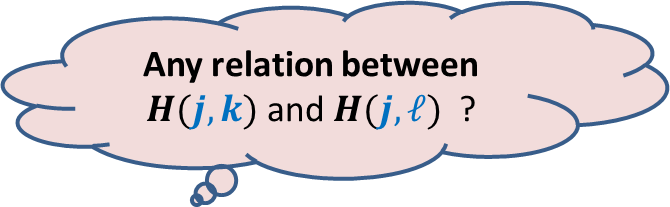 Any relation between
H(j,k) and H(j,ℓ) ?